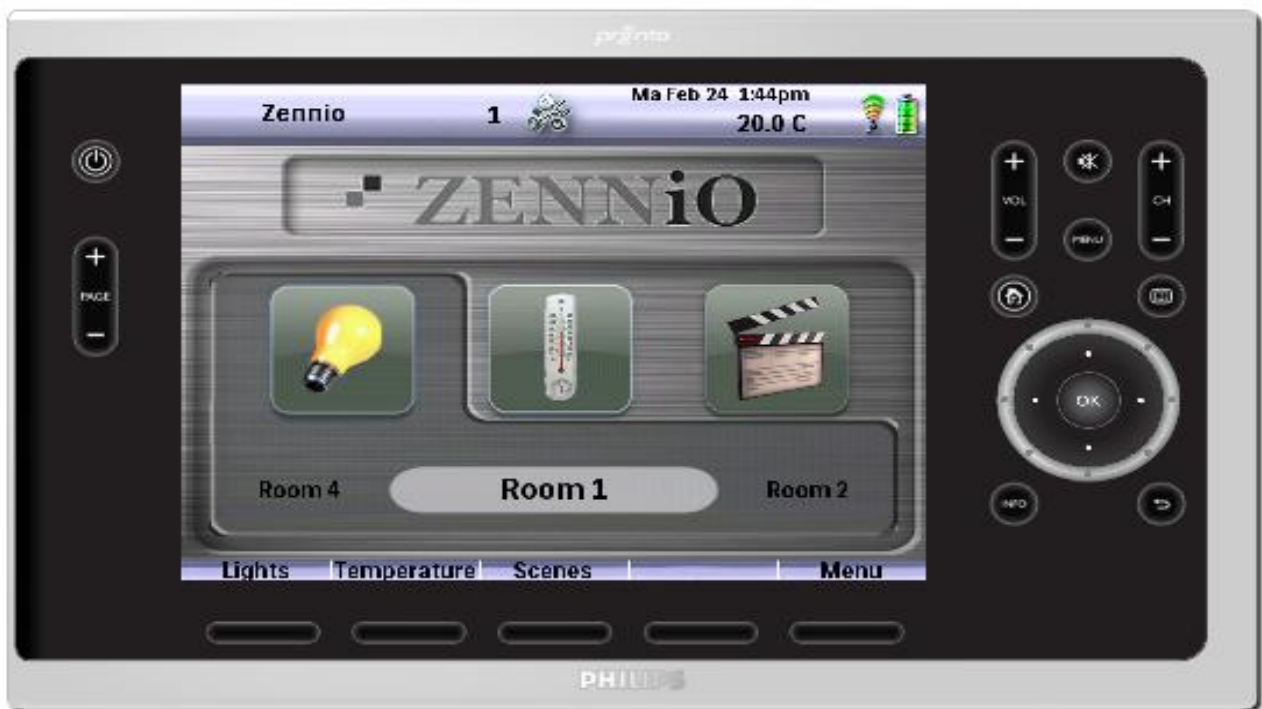 pronto
Zennio 1 Ma Feb 24 1:44pm
20.0 C
ZENNiO
+
VOL
-
+
CH
-
MENU
+
PAGE
-
OK
Room 4 Room 1 Room 2
INFO
Lights Temperature Scenes Menu
PHILIPS